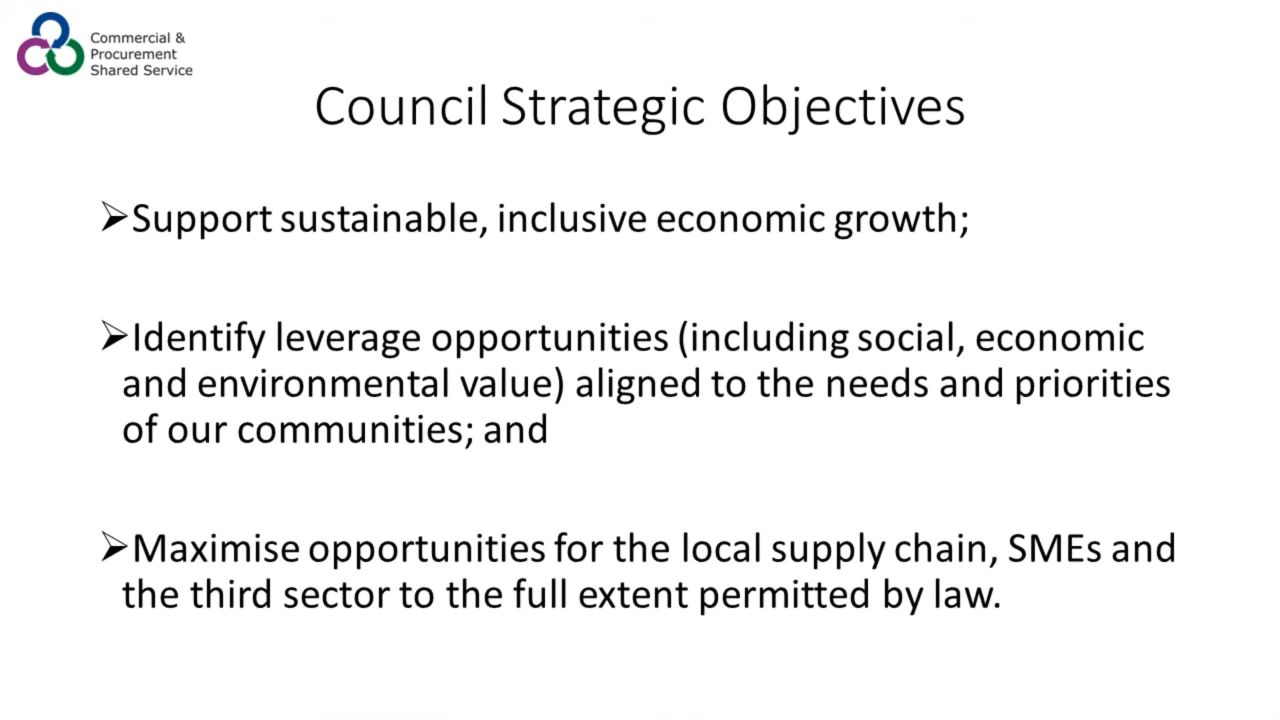 Commercial &
Procurement
Shared Service
Council Strategic Objectives
➢Support sustainable, inclusive economic growth;
➢Identify leverage opportunities (including social, economic
and environmental value) aligned to the needs and priorities
of our communities; and
➢Maximise opportunities for the local supply chain, SMEs and
the third sector to the full extent permitted by law.